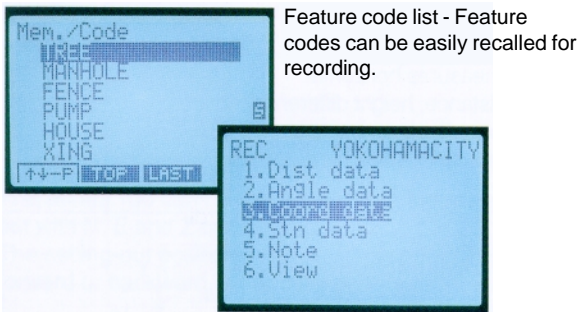 Feature code list - Feature
codes can be easily recalled for
recording.
Mem./Code
TREE
MANHOLE
FENCE
PUMP
S
HOUSE
XING
↑↓-P TOP LAST
REC YOKOHAMACITY
1.Dist data
2.Angle data
3.Coord data
4.Stn data
5.Note
6.View